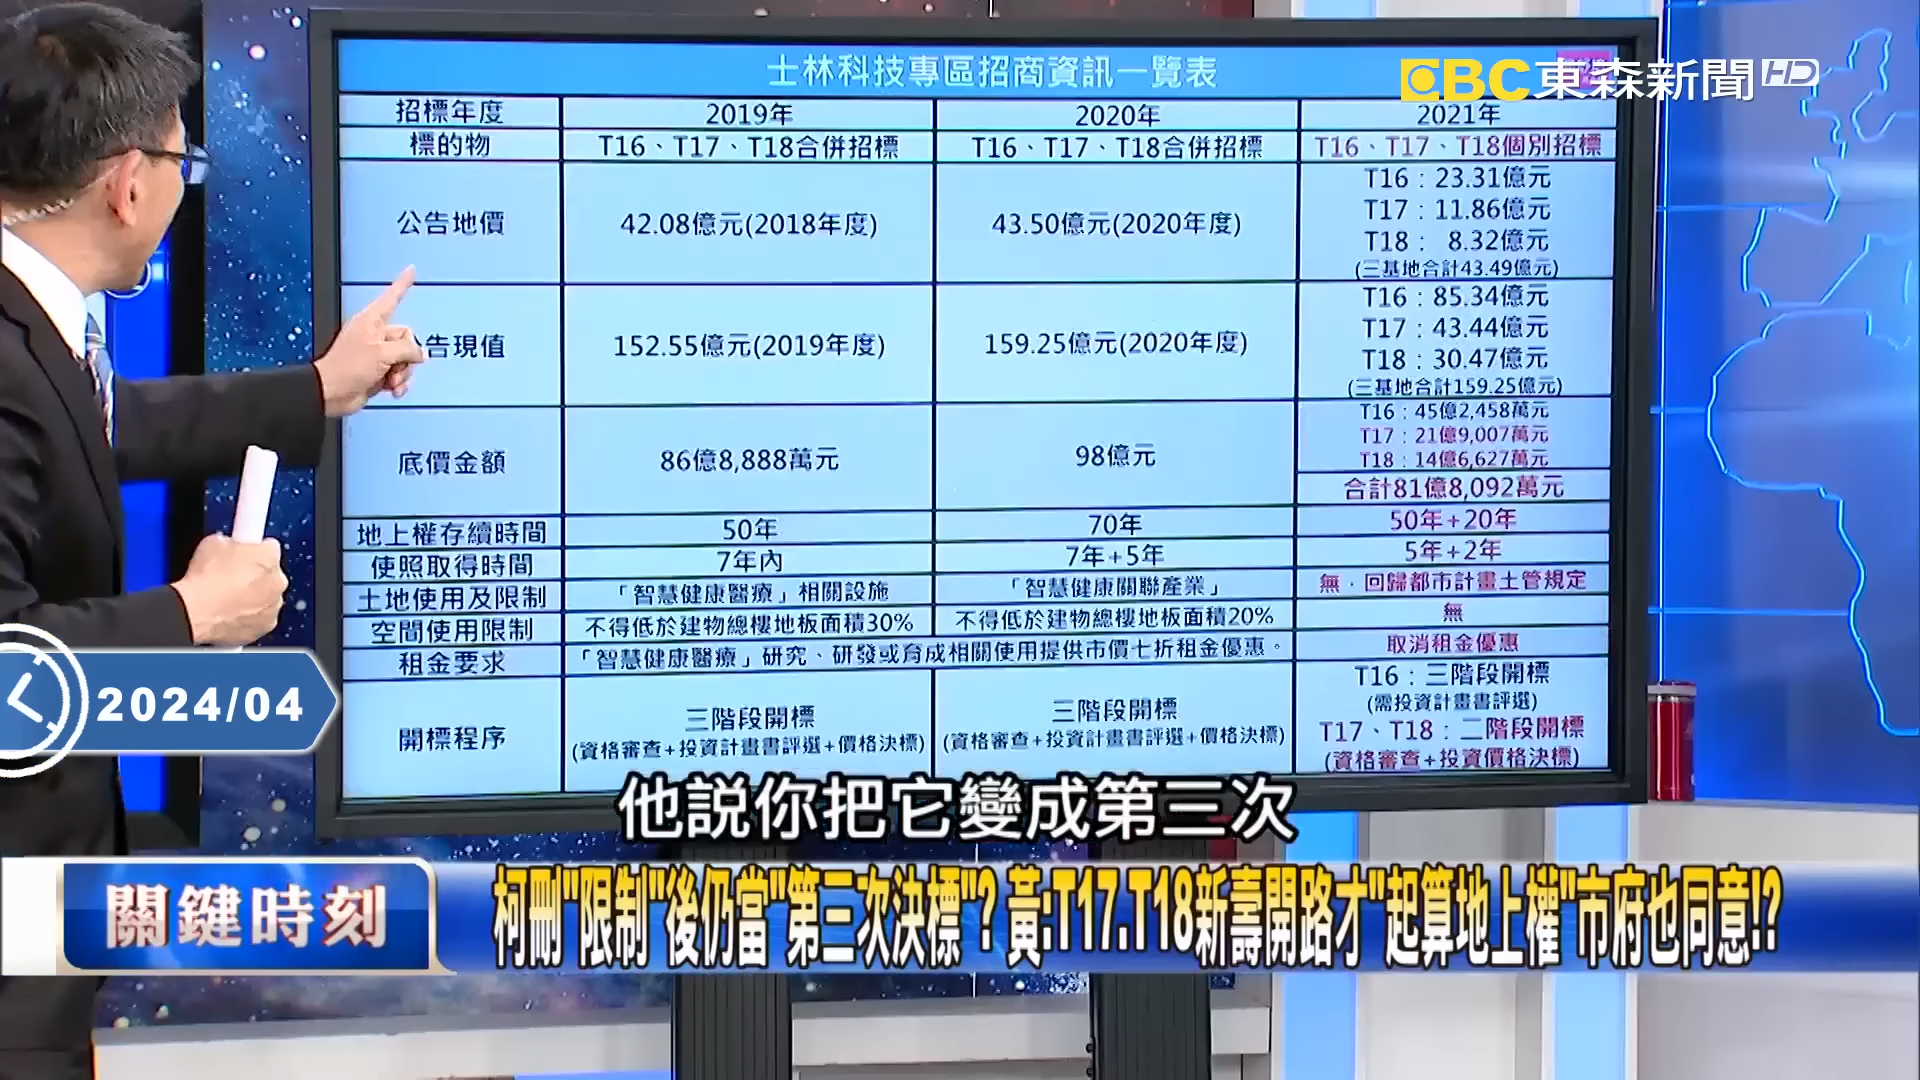 士林科技專區招商資訊一覽表
EBC東森新聞HD
招標年度 2019年 2020年 2021年
標的物 T16、T17、T18合併招標 T16、T17、T18合併招標 T16、T17、T18個別招標
公告地價 42.08億元(2018年度) 43.50億元(2020年度)
T16：23.31億元
T17：11.86億元
T18： 8.32億元
(三基地合計43.49億元)
告現值 152.55億元(2019年度) 159.25億元(2020年度)
T16：85.34億元
T17：43.44億元
T18：30.47億元
(三基地合計159.25億元)
底價金額 86億8,888萬元 98億元
T16：45億2,458萬元
T17：21億9,007萬元
T18：14億6,627萬元
合計81億8,092萬元
地上權存續時間 50年 70年 50年+20年
使照取得時間 7年內 7年+5年 5年+2年
土地使用及限制 「智慧健康醫療」相關設施 「智慧健康關聯產業」 無，回歸都市計畫土管規定
空間使用限制 不得低於建物總樓地板面積30% 不得低於建物總樓地板面積20% 無
租金要求 「智慧健康醫療」研究、研發或育成相關使用提供市價七折租金優惠。 取消租金優惠
開標程序
三階段開標
(資格審查+投資計畫書評選+價格決標)
三階段開標
(資格審查+投資計畫書評選+價格決標)
T16：三階段開標
(需投資計畫書評選)
T17、T18：二階段開標
(資格審查+投資價格決標)
2024/04
他說你把它變成第三次
關鍵時刻
柯刪"限制"後仍當"第三次決標"? 黃:T17.T18新壽開路才"起算地上權"市府也同意!?